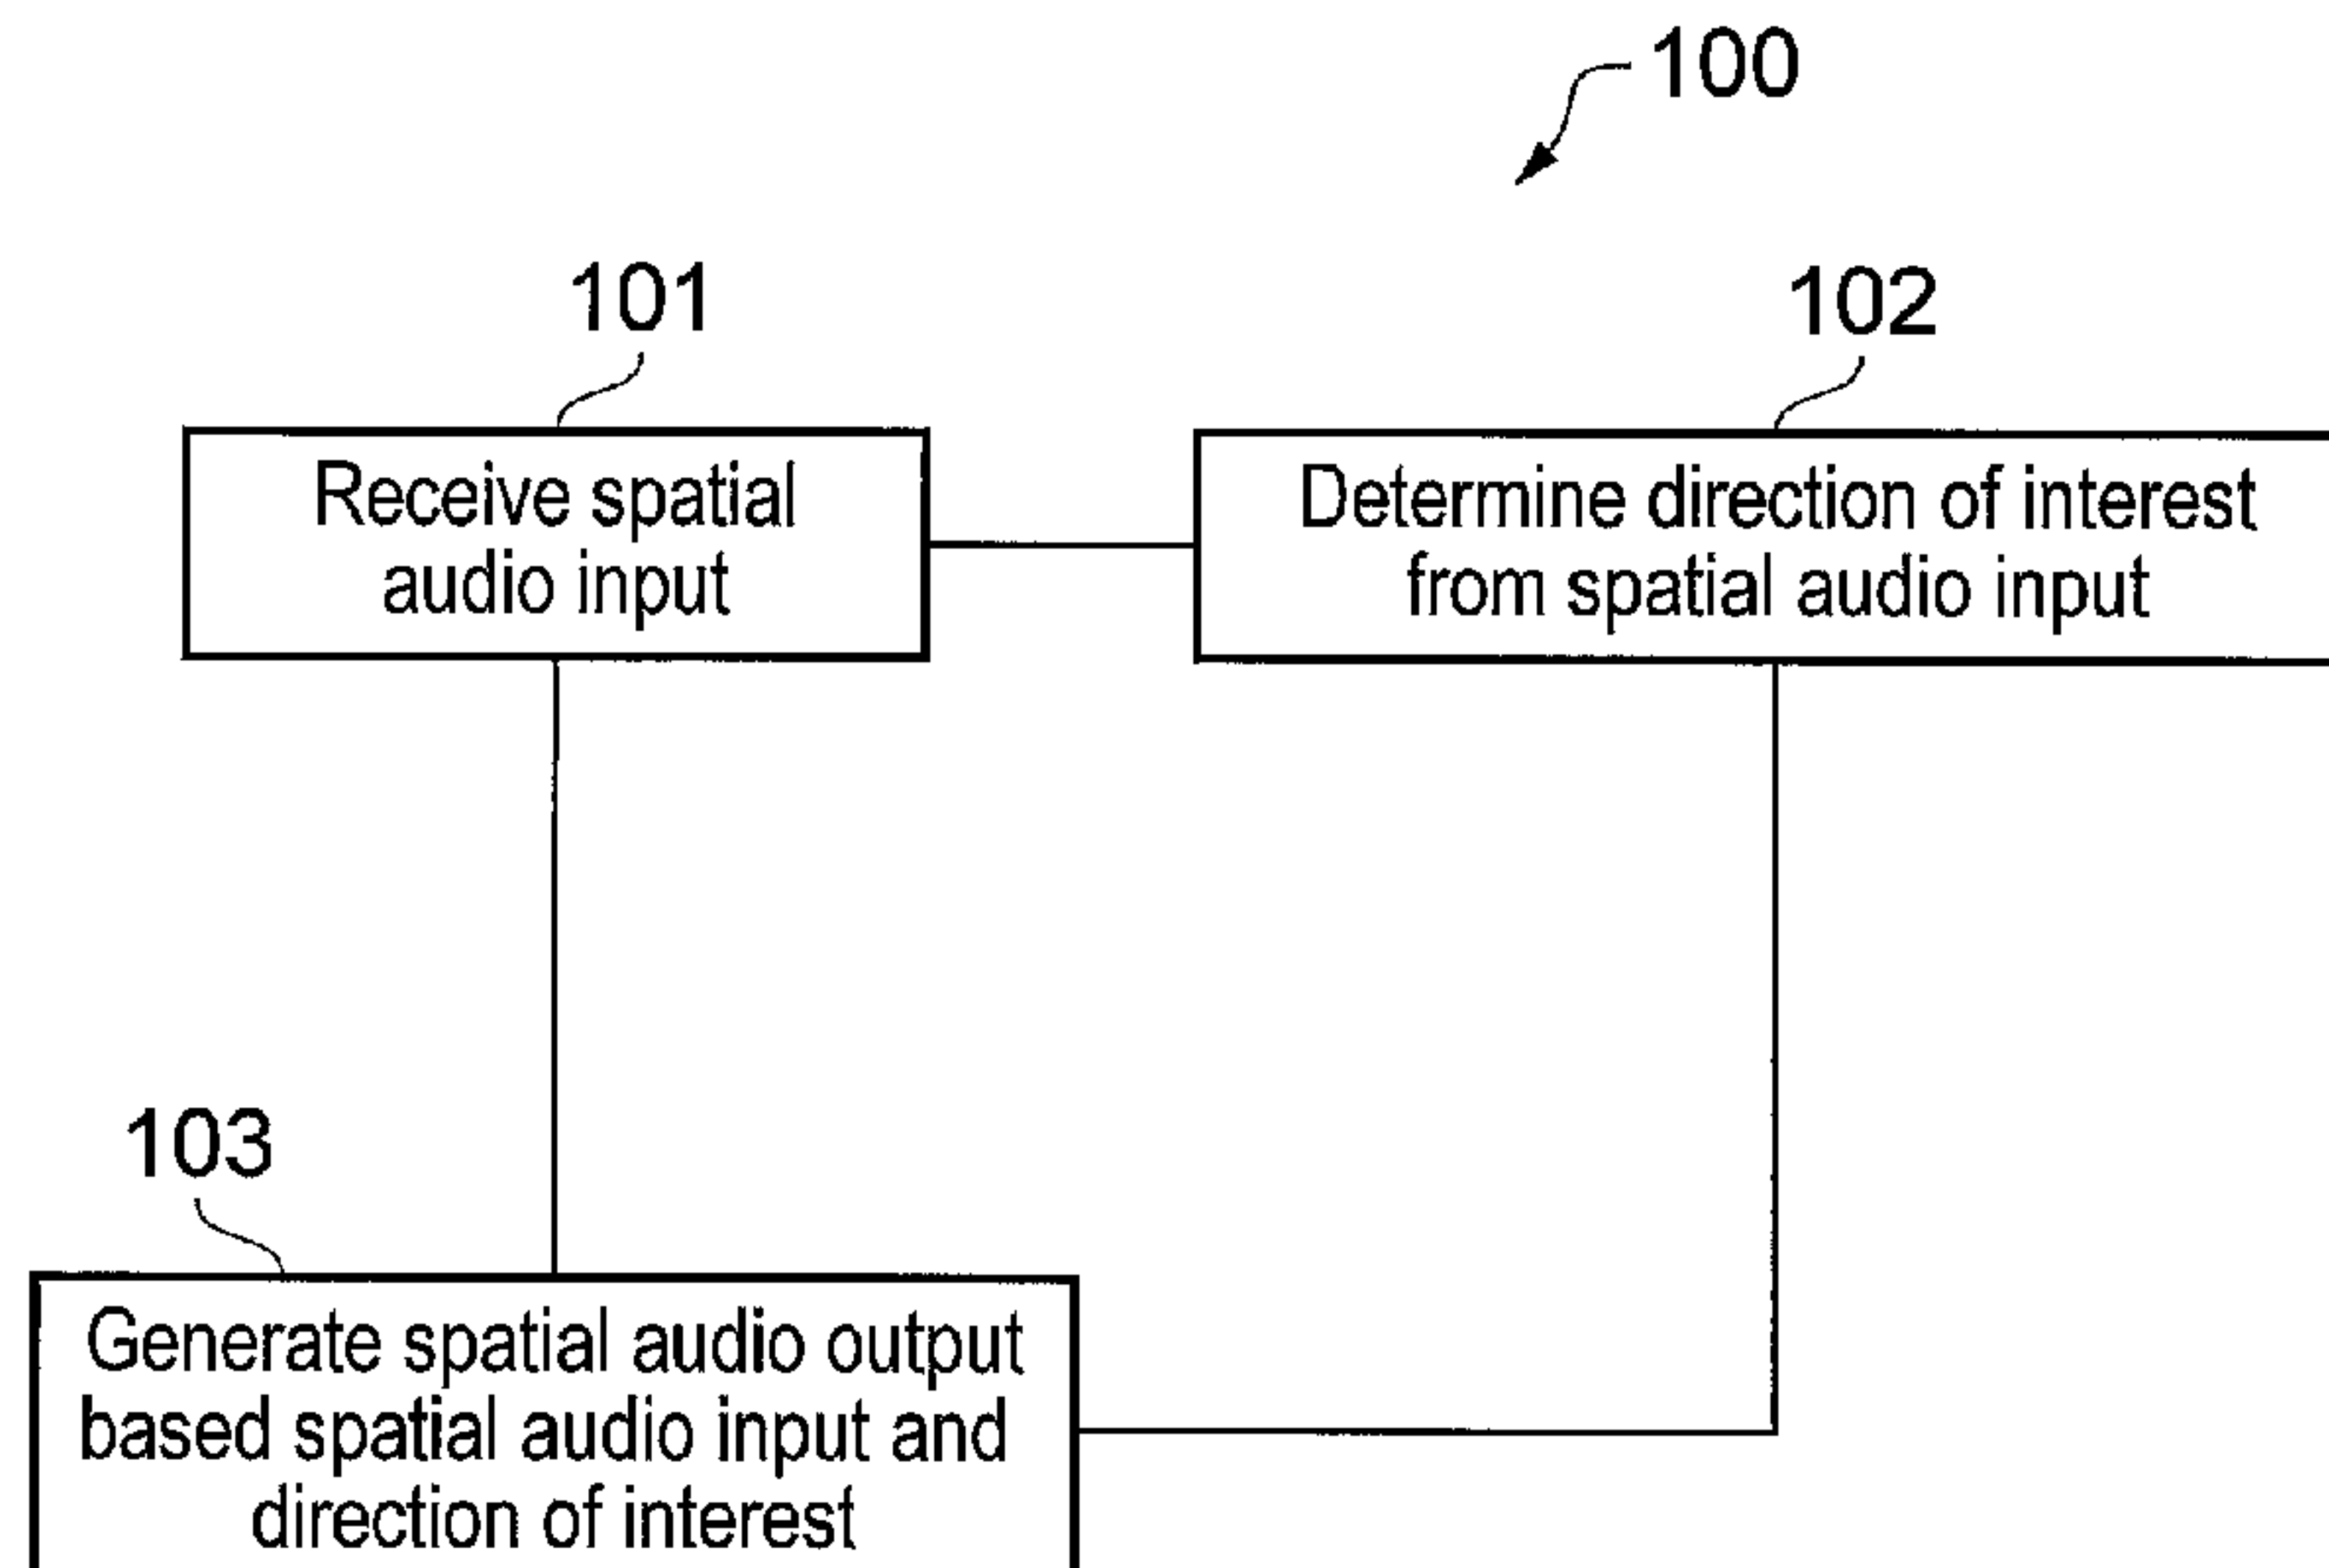 100
101
102
Receive spatial
audio input
Determine direction of interest
from spatial audio input
103
Generate spatial audio output
based spatial audio input and
direction of interest